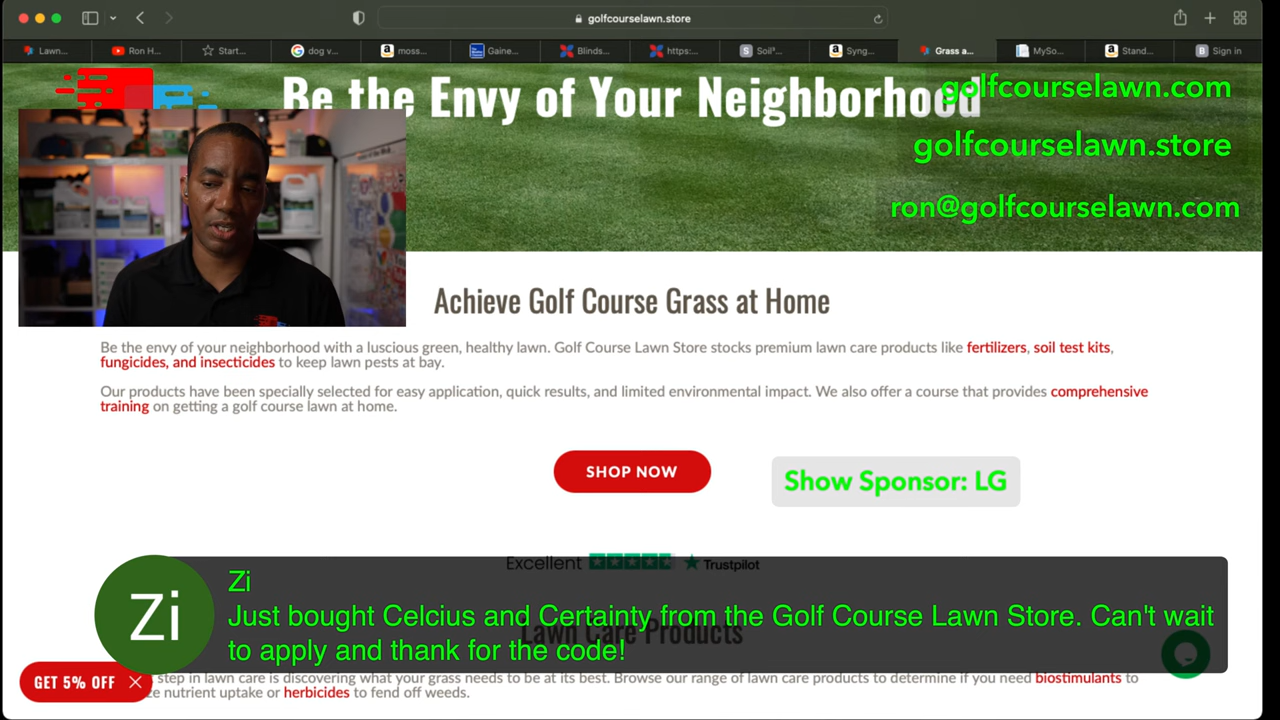 golfcourselawn.store
Lawn...
Ron H...
Start...
dog v...
moss...
Gaine...
Blinds...
https:...
Soil³...
Syng...
Grass a...
MySo...
Stand...
Sign in
Be the Envy of Your Neighborhood
golfcourselawn.com
golfcourselawn.store
ron@golfcourselawn.com
Achieve Golf Course Grass at Home
Be the envy of your neighborhood with a luscious green, healthy lawn. Golf Course Lawn Store stocks premium lawn care products like fertilizers, soil test kits,
fungicides, and insecticides to keep lawn pests at bay.
Our products have been specially selected for easy application, quick results, and limited environmental impact. We also offer a course that provides comprehensive
training on getting a golf course lawn at home.
SHOP NOW
Show Sponsor: LG
Excellent Trustpilot
Zi
Zi
Just bought Celcius and Certainty from the Golf Course Lawn Store. Can't wait
to apply and thank for the code!
Lawn Care Products
GET 5% OFF
step in lawn care is discovering what your grass needs to be at its best. Browse our range of lawn care products to determine if you need biostimulants to
nutrient uptake or herbicides to fend off weeds.